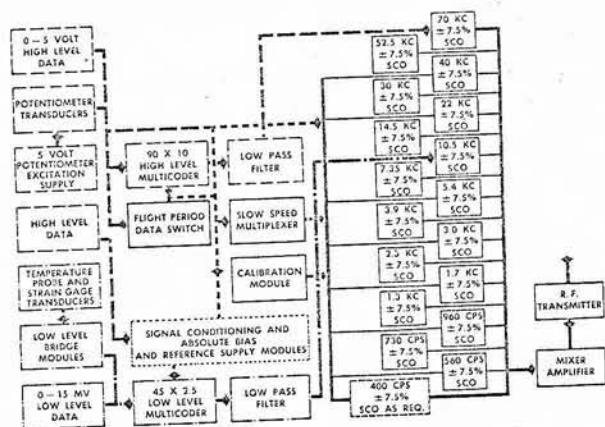 0–5 VOLT
HIGH LEVEL
DATA
POTENTIOMETER
TRANSDUCERS
5 VOLT
POTENTIOMETER
EXCITATION SUPPLY
HIGH LEVEL
DATA
TEMPERATURE
PROBE AND
STRAIN GAGE
TRANSDUCERS
LOW LEVEL
BRIDGE
MODULES
0–15 MV
LOW LEVEL
DATA
90 X 10
HIGH LEVEL
MULTICODER
FLIGHT PERIOD
DATA SWITCH
SIGNAL CONDITIONING AND
ABSOLUTE BIAS
AND REFERENCE SUPPLY MODULES
45 X 2.5
LOW LEVEL
MULTICODER
LOW PASS
FILTER
SLOW SPEED
MULTIPLEXER
CALIBRATION
MODULE
LOW PASS
FILTER
70 KC
±7.5%
SCO
52.5 KC
±7.5%
SCO
40 KC
±7.5%
SCO
30 KC
±7.5%
SCO
22 KC
±7.5%
SCO
14.5 KC
±7.5%
SCO
10.5 KC
±7.5%
SCO
7.35 KC
±7.5%
SCO
5.4 KC
±7.5%
SCO
3.9 KC
±7.5%
SCO
3.0 KC
±7.5%
SCO
2.3 KC
±7.5%
SCO
1.7 KC
±7.5%
SCO
1.3 KC
±7.5%
SCO
960 CPS
±7.5%
SCO
730 CPS
±7.5%
SCO
560 CPS
±7.5%
SCO
400 CPS
±7.5%
SCO AS REQ.
R.F.
TRANSMITTER
MIXER
AMPLIFIER